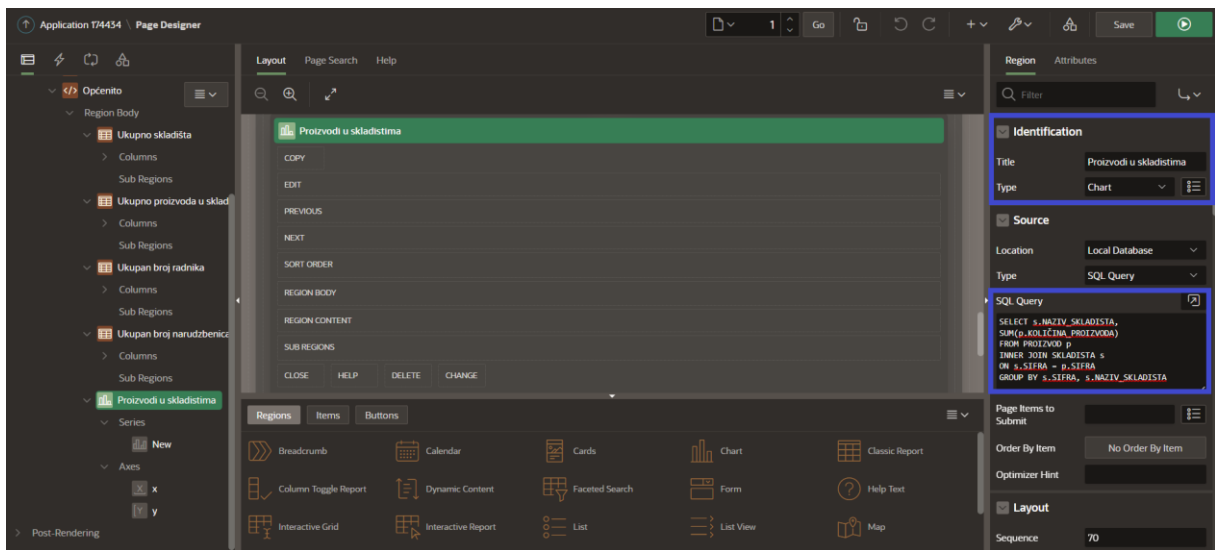 Application 174434 \ Page Designer
1
Go
Save
Općenito
Region Body
Ukupno skladišta
Columns
Sub Regions
Ukupno proizvoda u sklad
Columns
Sub Regions
Ukupan broj radnika
Columns
Sub Regions
Ukupan broj narudzbenica
Columns
Sub Regions
Proizvodi u skladistima
Series
New
Axes
x
y
Post-Rendering
Layout Page Search Help
Proizvodi u skladistima
COPY
EDIT
PREVIOUS
NEXT
SORT ORDER
REGION BODY
REGION CONTENT
SUB REGIONS
CLOSE HELP DELETE CHANGE
Regions Items Buttons
Breadcrumb Calendar Cards Chart Classic Report
Column Toggle Report Dynamic Content Faceted Search Form Help Text
Interactive Grid Interactive Report List List View Map
Region Attributes
Filter
Identification
Title Proizvodi u skladistima
Type Chart
Source
Location Local Database
Type SQL Query
SQL Query
SELECT s.NAZIV_SKLADISTA,
SUM(p.KOLIČINA_PROIZVODA)
FROM PROIZVOD p
INNER JOIN SKLADISTA s
ON s.SIFRA = p.SIFRA
GROUP BY s.SIFRA, s.NAZIV_SKLADISTA
Page Items to
Submit
Order By Item No Order By Item
Optimizer Hint
Layout
Sequence 70